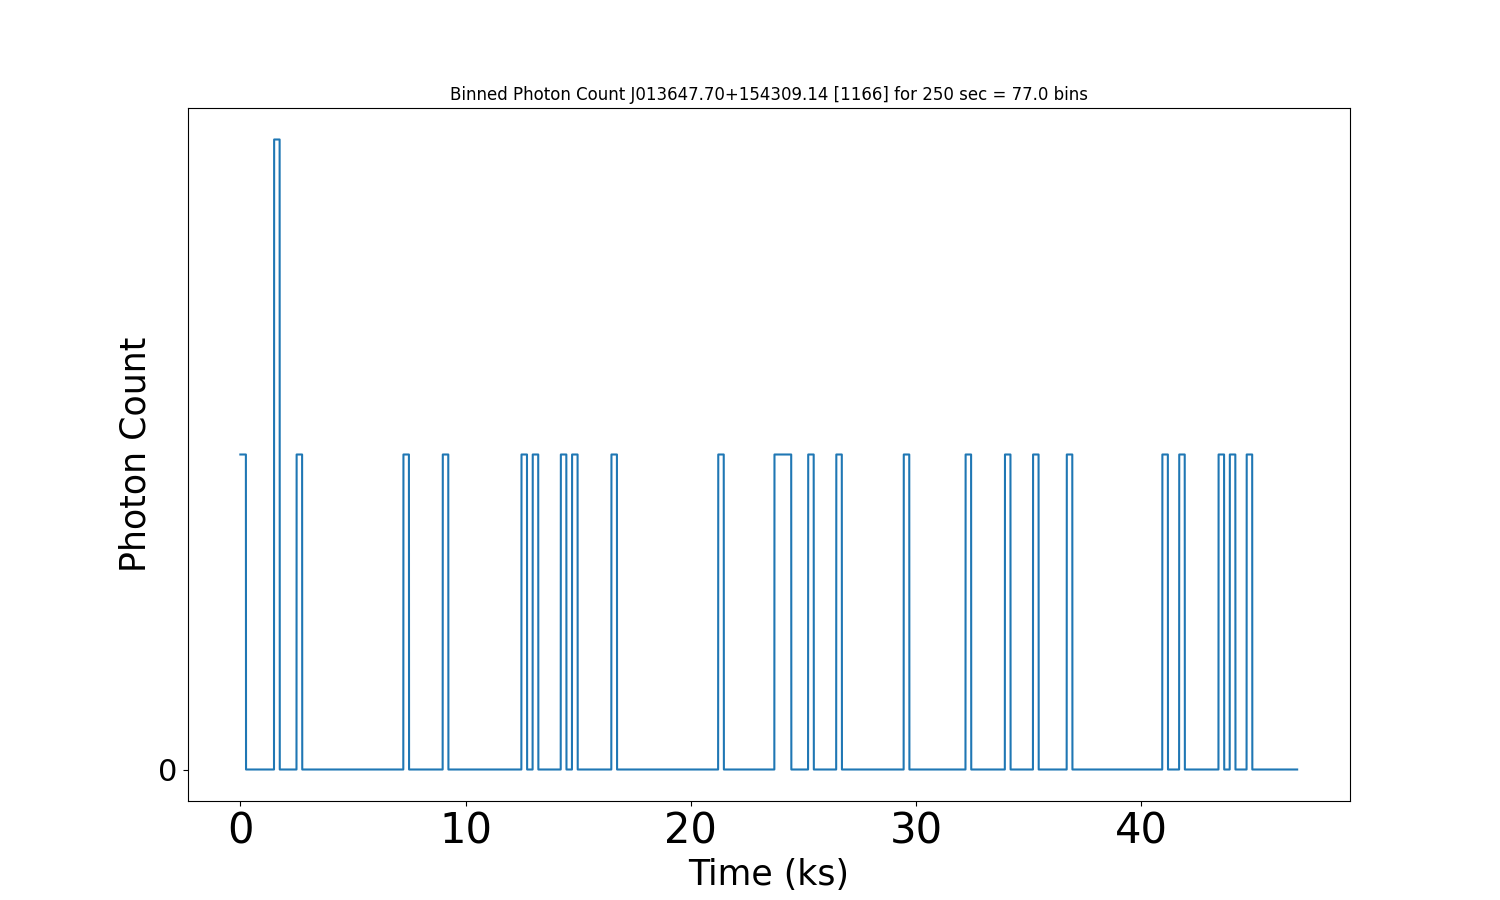 Binned Photon Count J013647.70+154309.14 [1166] for 250 sec = 77.0 bins
Photon Count
0
0 10 20 30 40
Time (ks)